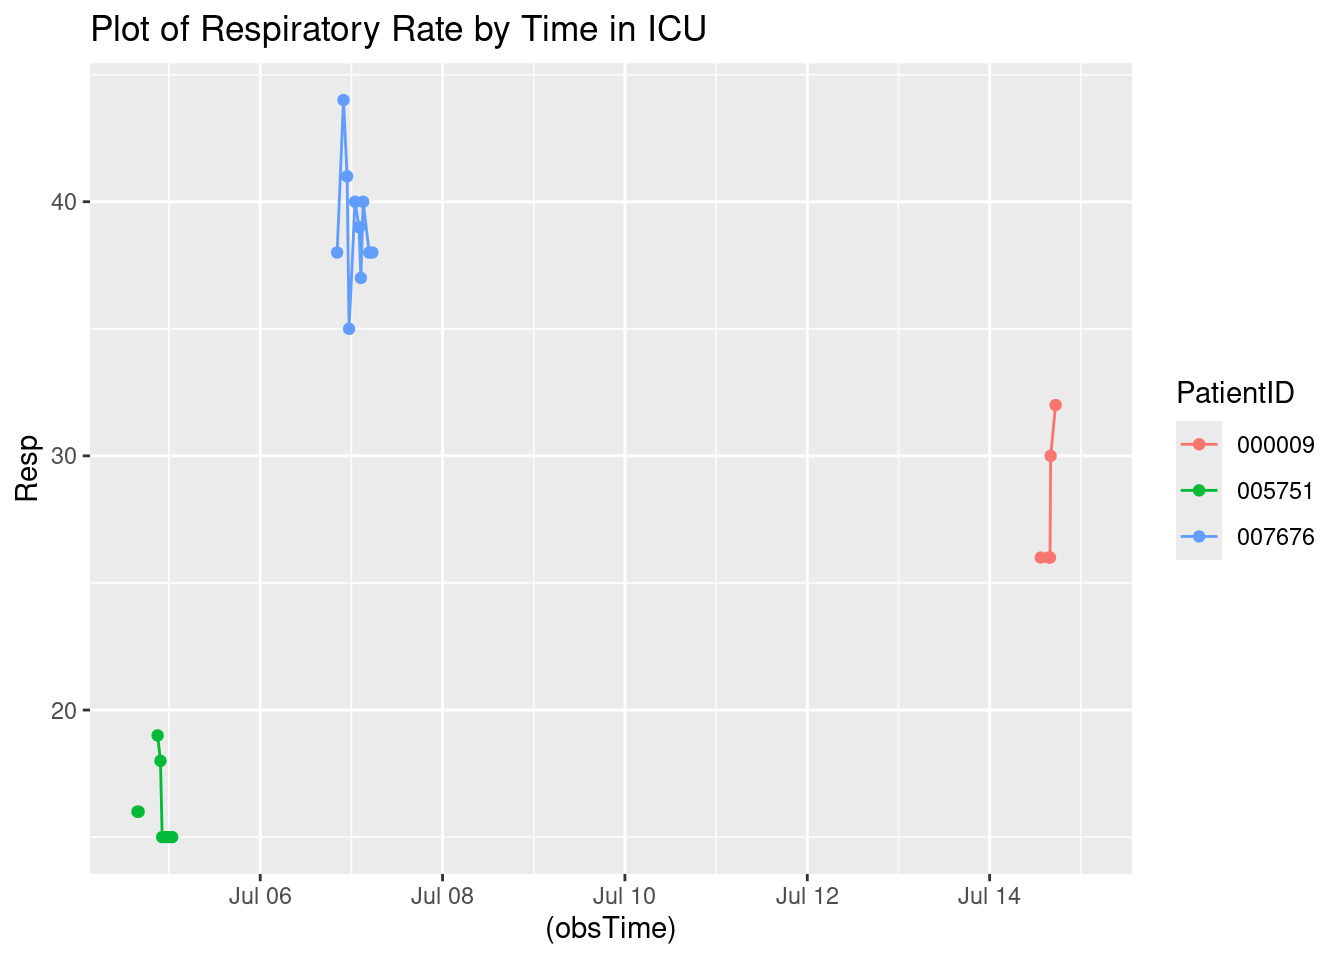 Plot of Respiratory Rate by Time in ICU
Resp
40
30
20
Jul 06
Jul 08
Jul 10
Jul 12
Jul 14
(obsTime)
PatientID
000009
005751
007676